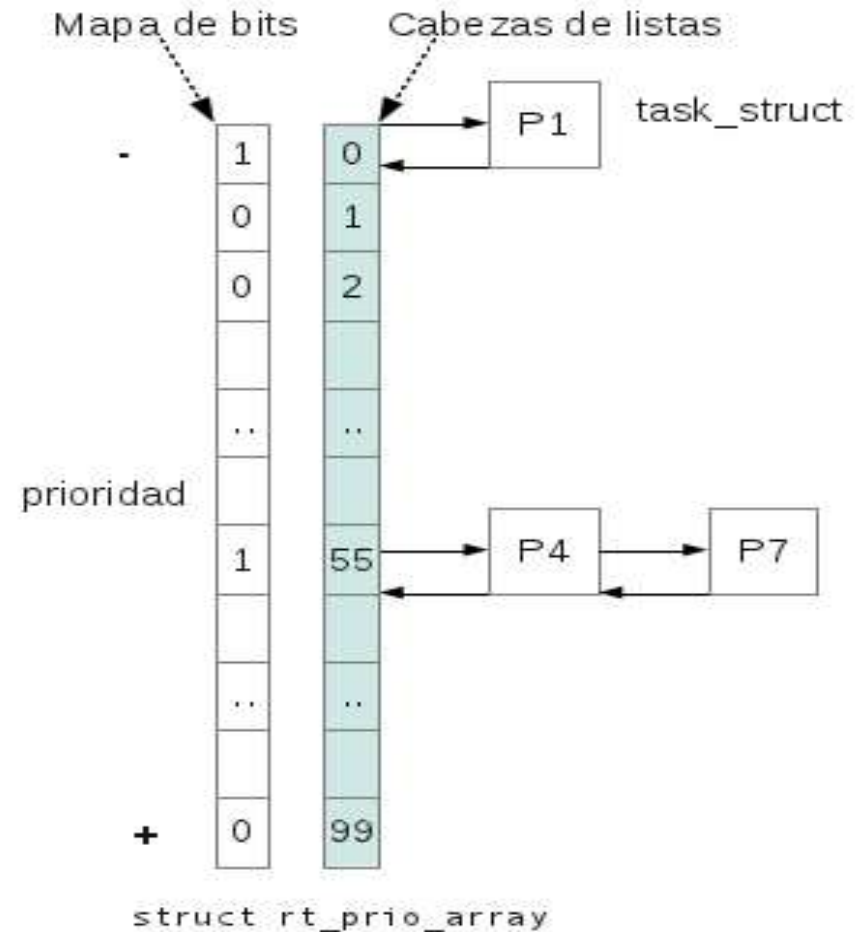 Mapa de bits
Cabezas de listas
P1
task_struct
- 1 0
0 1
0 2
.. ..
prioridad
1 55 P4 P7
.. ..
+ 0 99
struct rt_prio_array